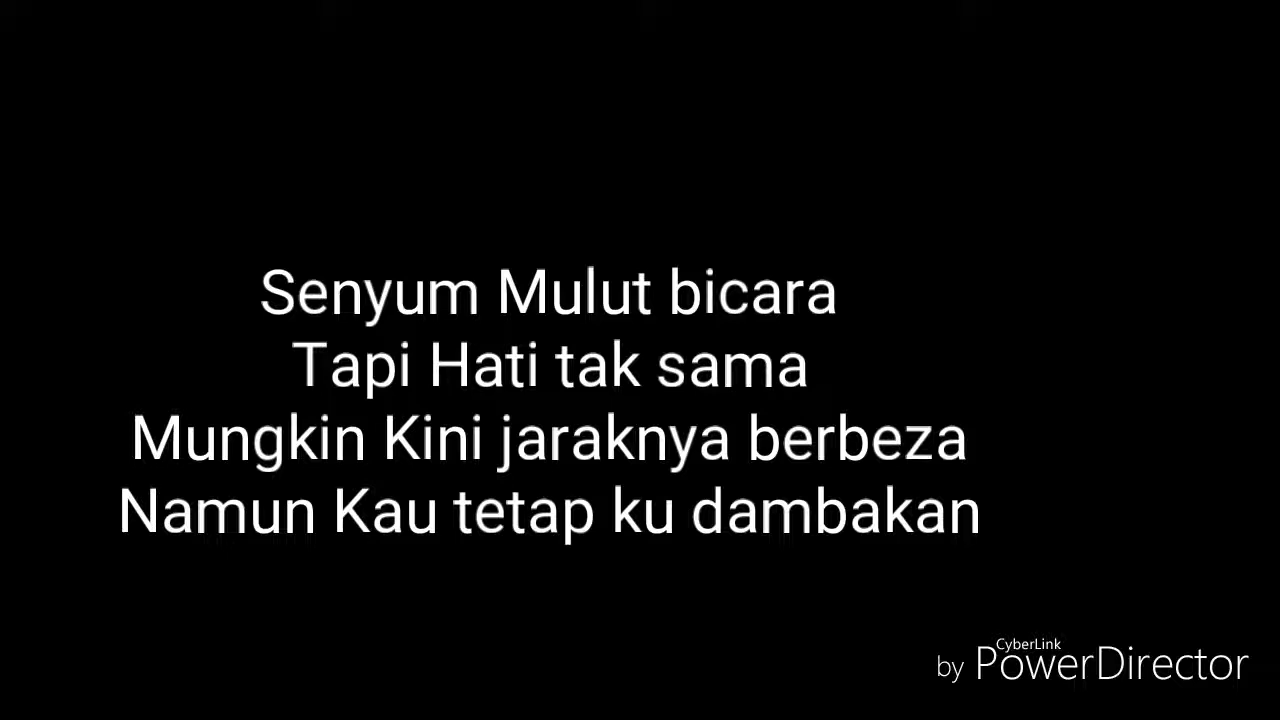 Senyum Mulut bicara
Tapi Hati tak sama
Mungkin Kini jaraknya berbeza
Namun Kau tetap ku dambakan
CyberLink
by PowerDirector